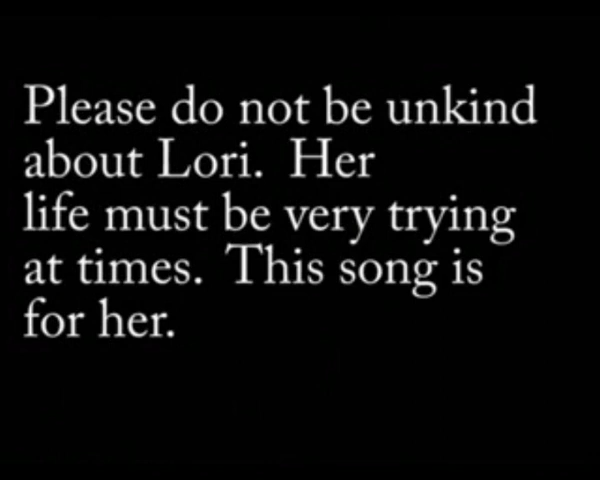 Please do not be unkind
about Lori.  Her
life must be very trying
at times.  This song is
for her.